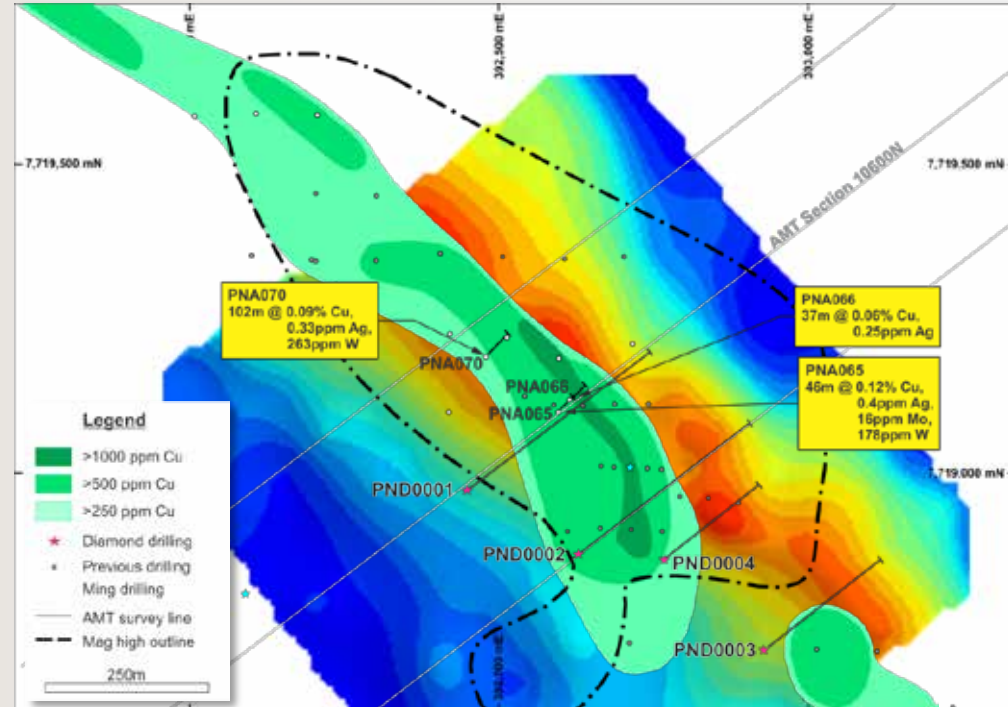 mE
392,500 mE
393,000 mE
7,719,500 mN
7,719,500 mN
AMT Section 10600N
PNA070
102m @ 0.09% Cu,
0.33ppm Ag,
263ppm W
PNA066
37m @ 0.06% Cu,
0.25ppm Ag
PNA070
PNA066
PNA065
PNA065
46m @ 0.12% Cu,
0.4ppm Ag,
16ppm Mo,
178ppm W
Legend
>1000 ppm Cu
>500 ppm Cu
>250 ppm Cu
Diamond drilling
Previous drilling
Ming drilling
AMT survey line
Mag high outline
250m
PND0001
7,719,000 mN
PND0002
PND0004
PND0003